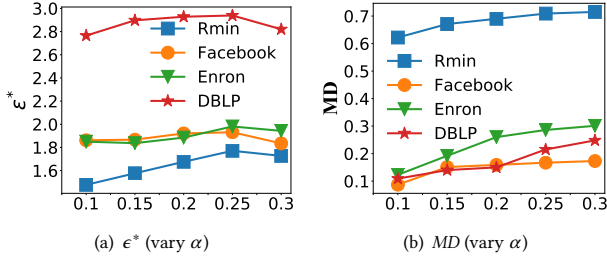 3.0
2.8
2.6
2.4
2.2
2.0
1.8
1.6
ε*
Rmin
Facebook
Enron
DBLP
0.1 0.15 0.2 0.25 0.3
(a) ϵ* (vary α)
0.7
0.6
0.5
0.4
0.3
0.2
0.1
MD
Rmin
Facebook
Enron
DBLP
0.1 0.15 0.2 0.25 0.3
(b) MD (vary α)